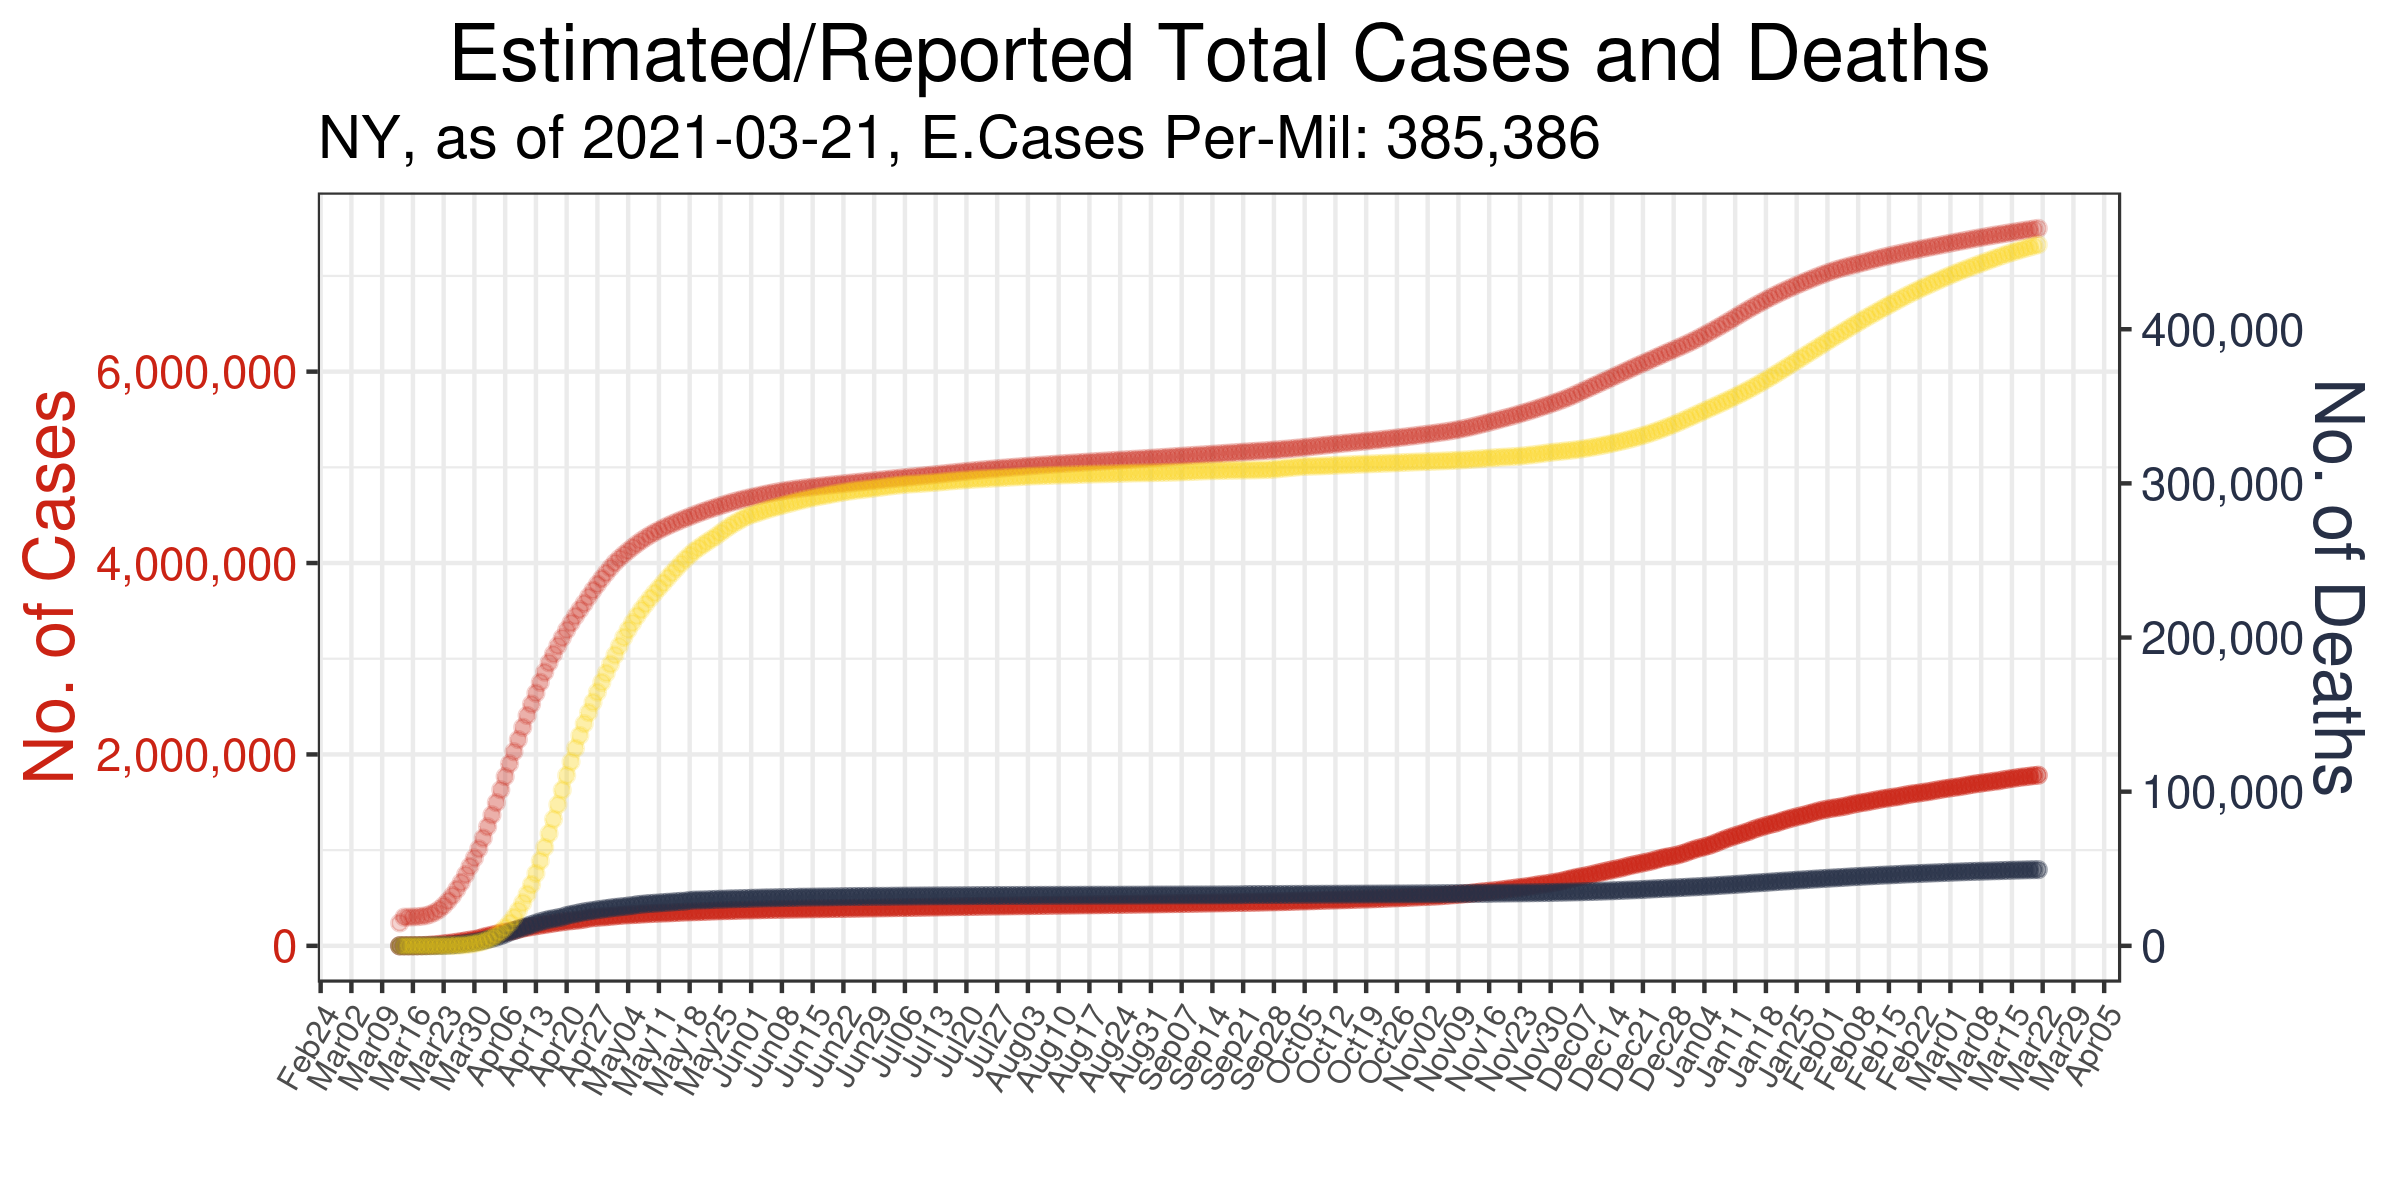 Estimated/Reported Total Cases and Deaths
NY, as of 2021-03-21, E.Cases Per-Mil: 385,386
No. of Cases
6,000,000
4,000,000
2,000,000
0
400,000
300,000
200,000
100,000
0
No. of Deaths
Feb24
Mar02
Mar09
Mar16
Mar23
Mar30
Apr06
Apr13
Apr20
Apr27
May04
May11
May18
May25
Jun01
Jun08
Jun15
Jun22
Jun29
Jul06
Jul13
Jul20
Jul27
Aug03
Aug10
Aug17
Aug24
Aug31
Sep07
Sep14
Sep21
Sep28
Oct05
Oct12
Oct19
Oct26
Nov02
Nov09
Nov16
Nov23
Nov30
Dec07
Dec14
Dec21
Dec28
Dec04
Jan11
Jan18
Jan25
Feb01
Feb08
Feb15
Feb22
Mar01
Mar08
Mar15
Mar22
Mar29
Apr05